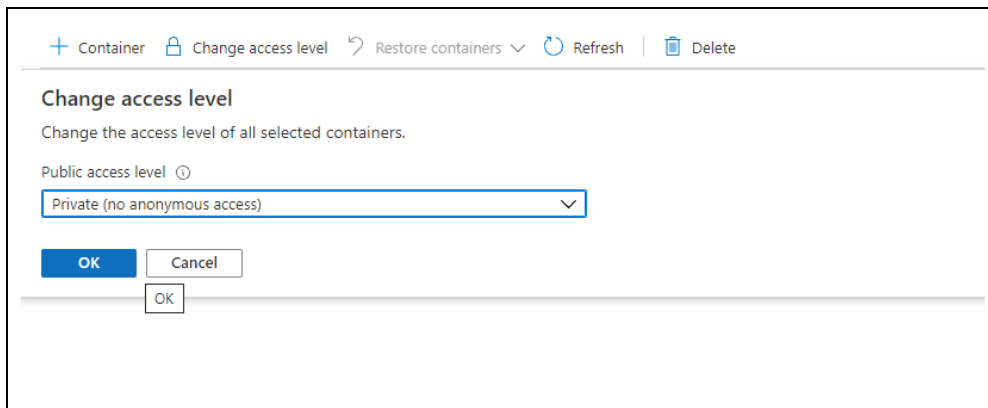 Container Change access level Restore containers Refresh Delete
Change access level
Change the access level of all selected containers.
Public access level
Private (no anonymous access)
OK Cancel
OK